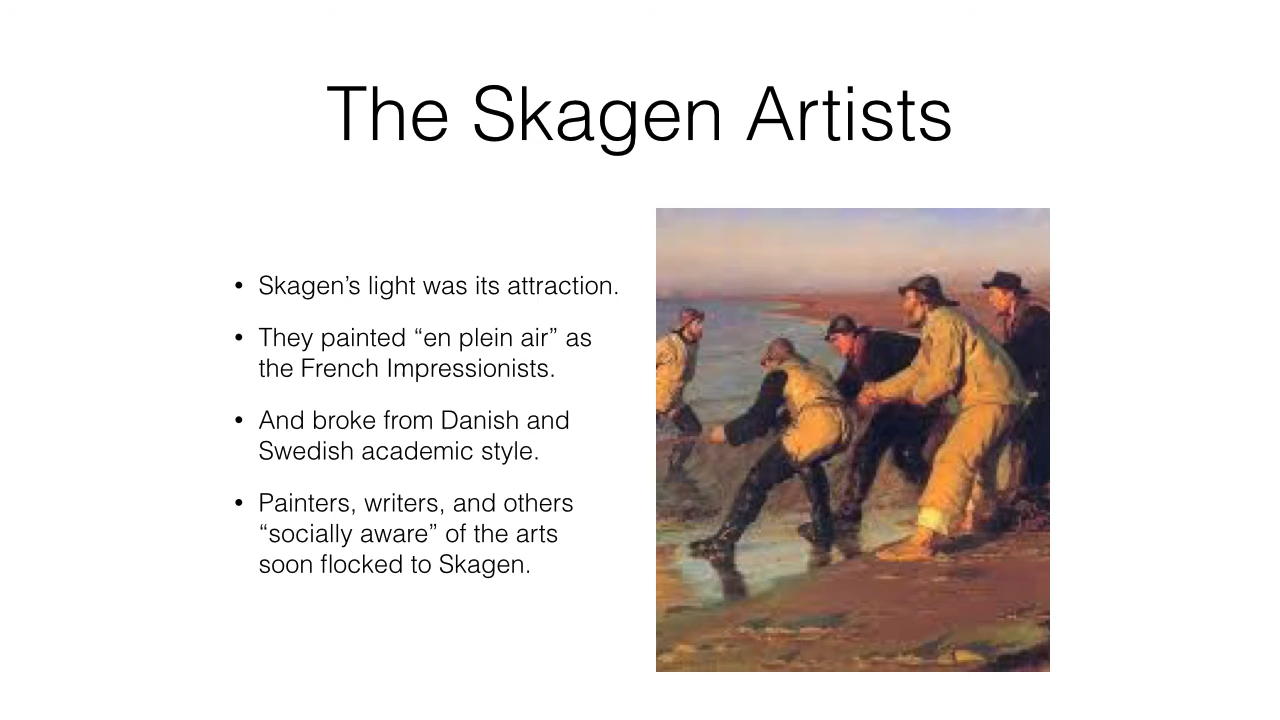 The Skagen Artists
• Skagen’s light was its attraction.
• They painted “en plein air” as
the French Impressionists.
• And broke from Danish and
Swedish academic style.
• Painters, writers, and others
“socially aware” of the arts
soon flocked to Skagen.